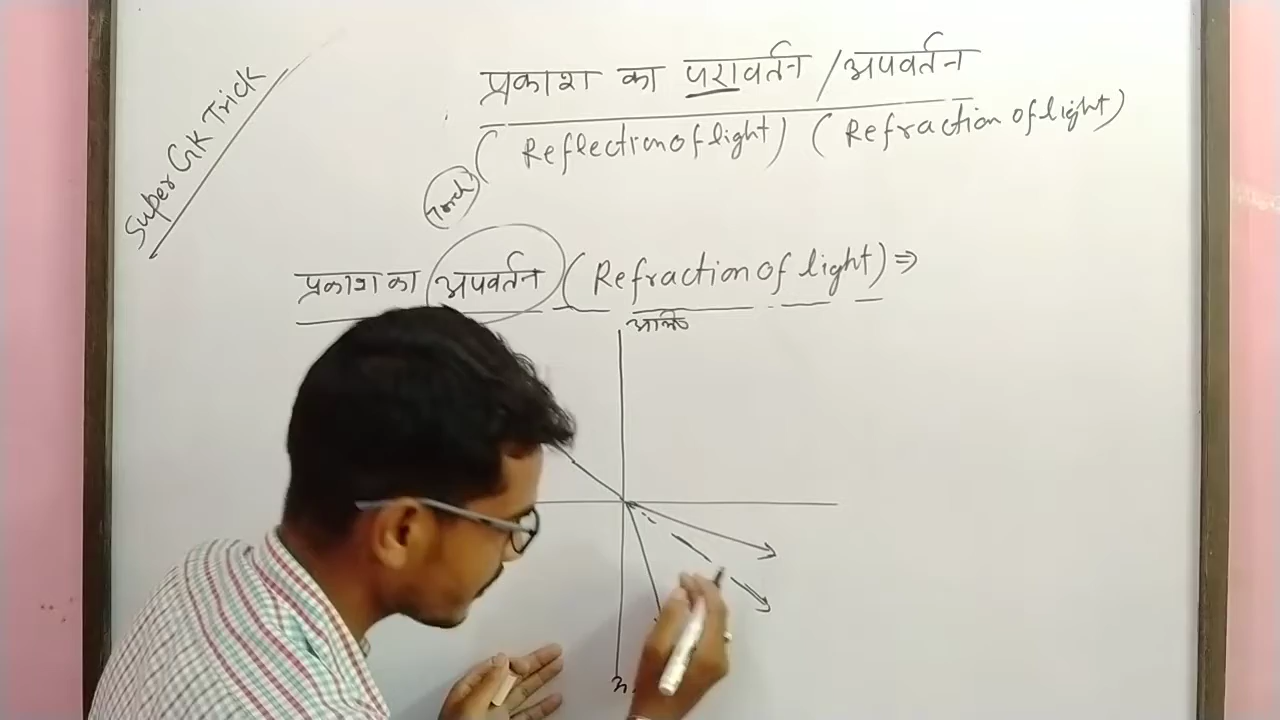 Super GK Trick
प्रकाश का परावर्तन / अपवर्तन
( Reflection of light) ( Refraction of light)
Torch
प्रकाश का अपवर्तन ( Refraction of light) ⇒